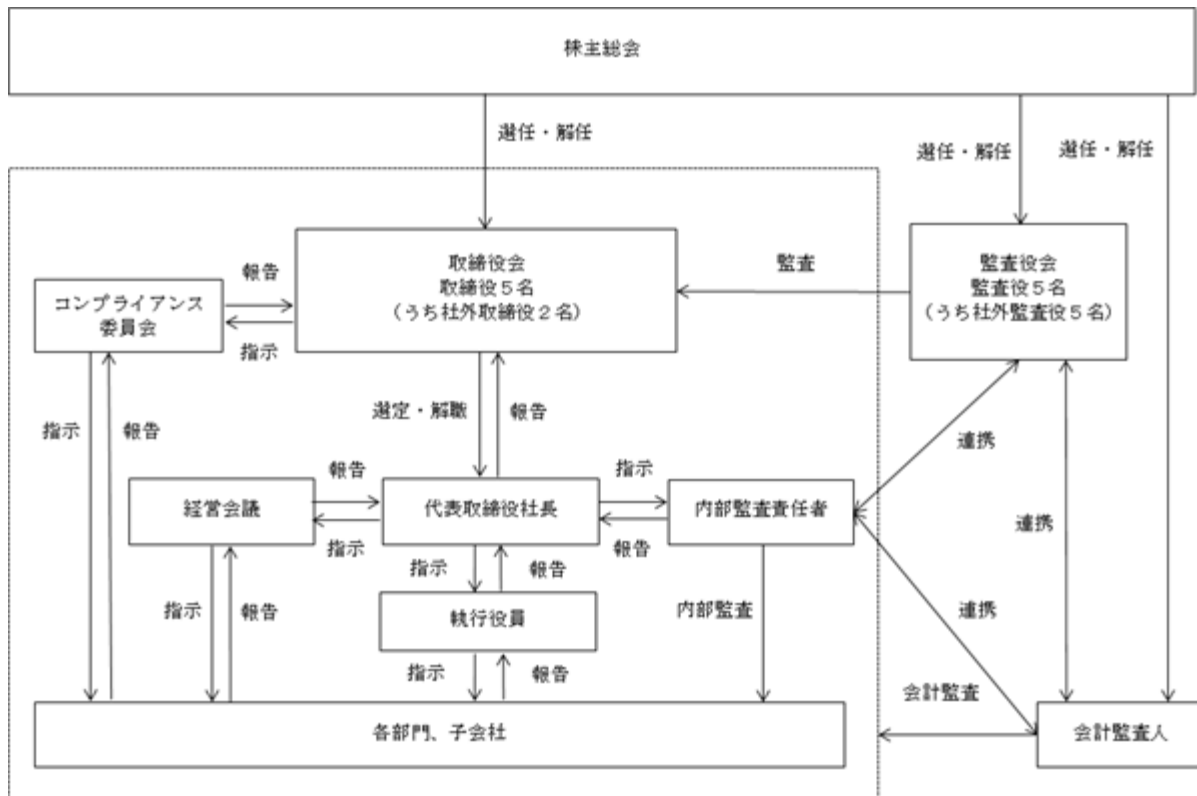 株主総会
選任・解任
選任・解任
選任・解任
取締役会
取締役５名
（うち社外取締役２名）
監査
監査役会
監査役５名
（うち社外監査役５名）
報告
コンプライアンス
委員会
指示
指示
報告
選定・解職
報告
連携
経営会議
報告
指示
代表取締役社長
指示
報告
内部監査責任者
連携
指示
報告
指示
報告
執行役員
内部監査
連携
指示
報告
会計監査
各部門、子会社
会計監査人